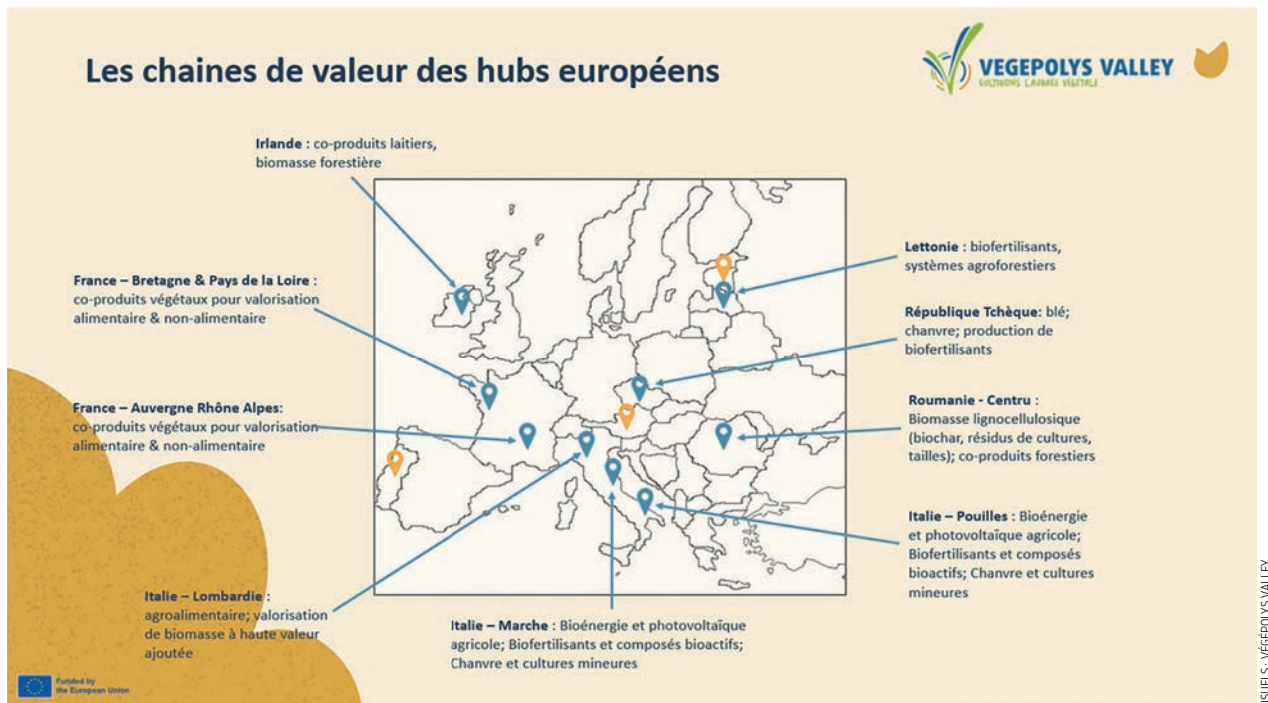 Les chaines de valeur des hubs européens
VEGEPOLYS VALLEY
CULTIVONS L'AUDACE VÉGÉTALE
Irlande : co-produits laitiers,
biomasse forestière
France – Bretagne & Pays de la Loire :
co-produits végétaux pour valorisation
alimentaire & non-alimentaire
France – Auvergne Rhône Alpes:
co-produits végétaux pour valorisation
alimentaire & non-alimentaire
Italie – Lombardie :
agroalimentaire; valorisation
de biomasse à haute valeur
ajoutée
Italie – Marche : Bioénergie et photovoltaïque
agricole; Biofertilisants et composés bioactifs;
Chanvre et cultures mineures
Lettonie : biofertilisants,
systèmes agroforestiers
République Tchèque: blé;
chanvre; production de
biofertilisants
Roumanie - Centru :
Biomasse lignocellulosique
(biochar, résidus de cultures,
tailles); co-produits forestiers
Italie – Pouilles : Bioénergie
et photovoltaïque agricole;
Biofertilisants et composés
bioactifs; Chanvre et cultures
mineures
Funded by
the European Union
VÉGÉPOLYS VALLEY